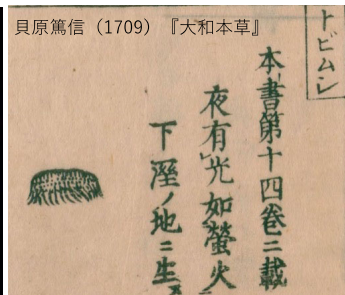 貝原篤信（1709）『大和本草』
トビムシ
本書第十四巻ニ載
夜有光如螢火
下溼ノ地ニ生